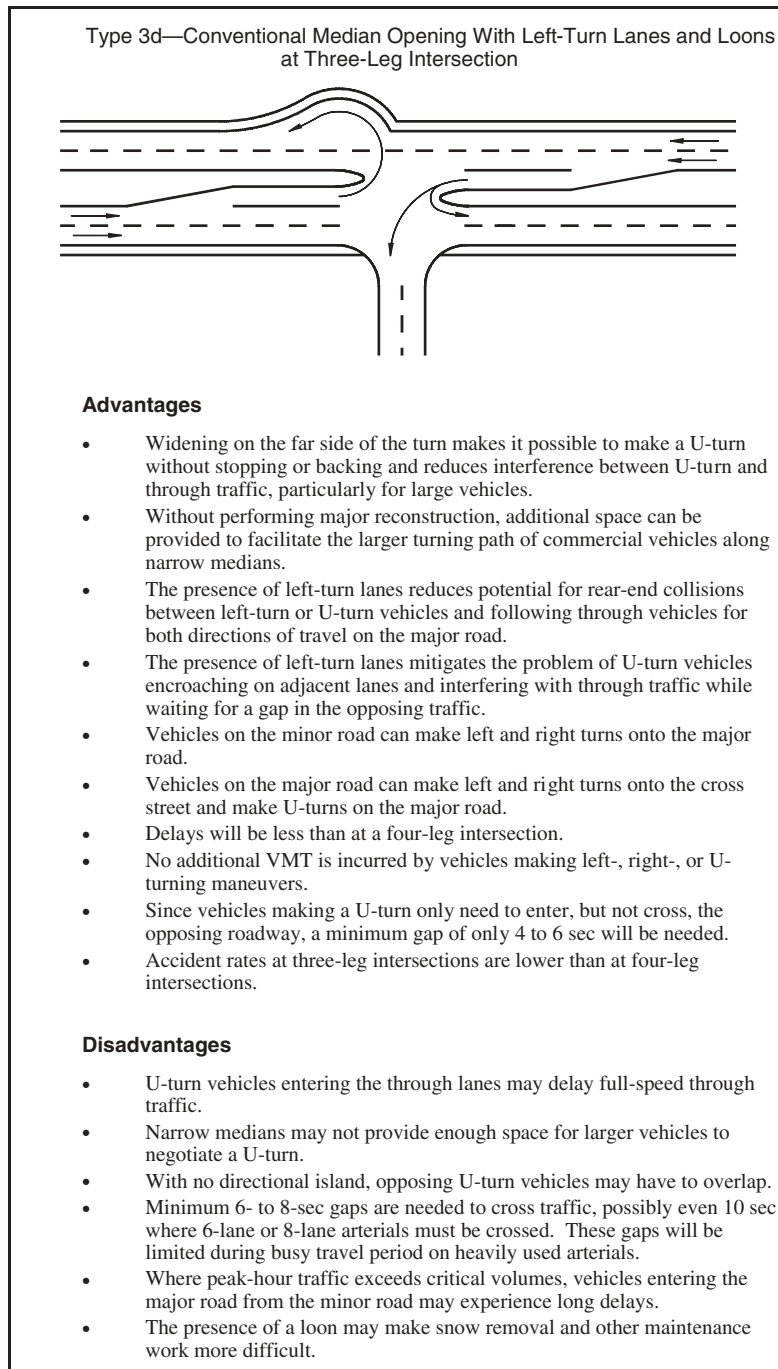 Type 3d—Conventional Median Opening With Left-Turn Lanes and Loons
at Three-Leg Intersection
Advantages
• Widening on the far side of the turn makes it possible to make a U-turn
without stopping or backing and reduces interference between U-turn and
through traffic, particularly for large vehicles.
• Without performing major reconstruction, additional space can be
provided to facilitate the larger turning path of commercial vehicles along
narrow medians.
• The presence of left-turn lanes reduces potential for rear-end collisions
between left-turn or U-turn vehicles and following through vehicles for
both directions of travel on the major road.
• The presence of left-turn lanes mitigates the problem of U-turn vehicles
encroaching on adjacent lanes and interfering with through traffic while
waiting for a gap in the opposing traffic.
• Vehicles on the minor road can make left and right turns onto the major
road.
• Vehicles on the major road can make left and right turns onto the cross
street and make U-turns on the major road.
• Delays will be less than at a four-leg intersection.
• No additional VMT is incurred by vehicles making left-, right-, or U-
turning maneuvers.
• Since vehicles making a U-turn only need to enter, but not cross, the
opposing roadway, a minimum gap of only 4 to 6 sec will be needed.
• Accident rates at three-leg intersections are lower than at four-leg
intersections.
Disadvantages
• U-turn vehicles entering the through lanes may delay full-speed through
traffic.
• Narrow medians may not provide enough space for larger vehicles to
negotiate a U-turn.
• With no directional island, opposing U-turn vehicles may have to overlap.
• Minimum 6- to 8-sec gaps are needed to cross traffic, possibly even 10 sec
where 6-lane or 8-lane arterials must be crossed. These gaps will be
limited during busy travel period on heavily used arterials.
• Where peak-hour traffic exceeds critical volumes, vehicles entering the
major road from the minor road may experience long delays.
• The presence of a loon may make snow removal and other maintenance
work more difficult.